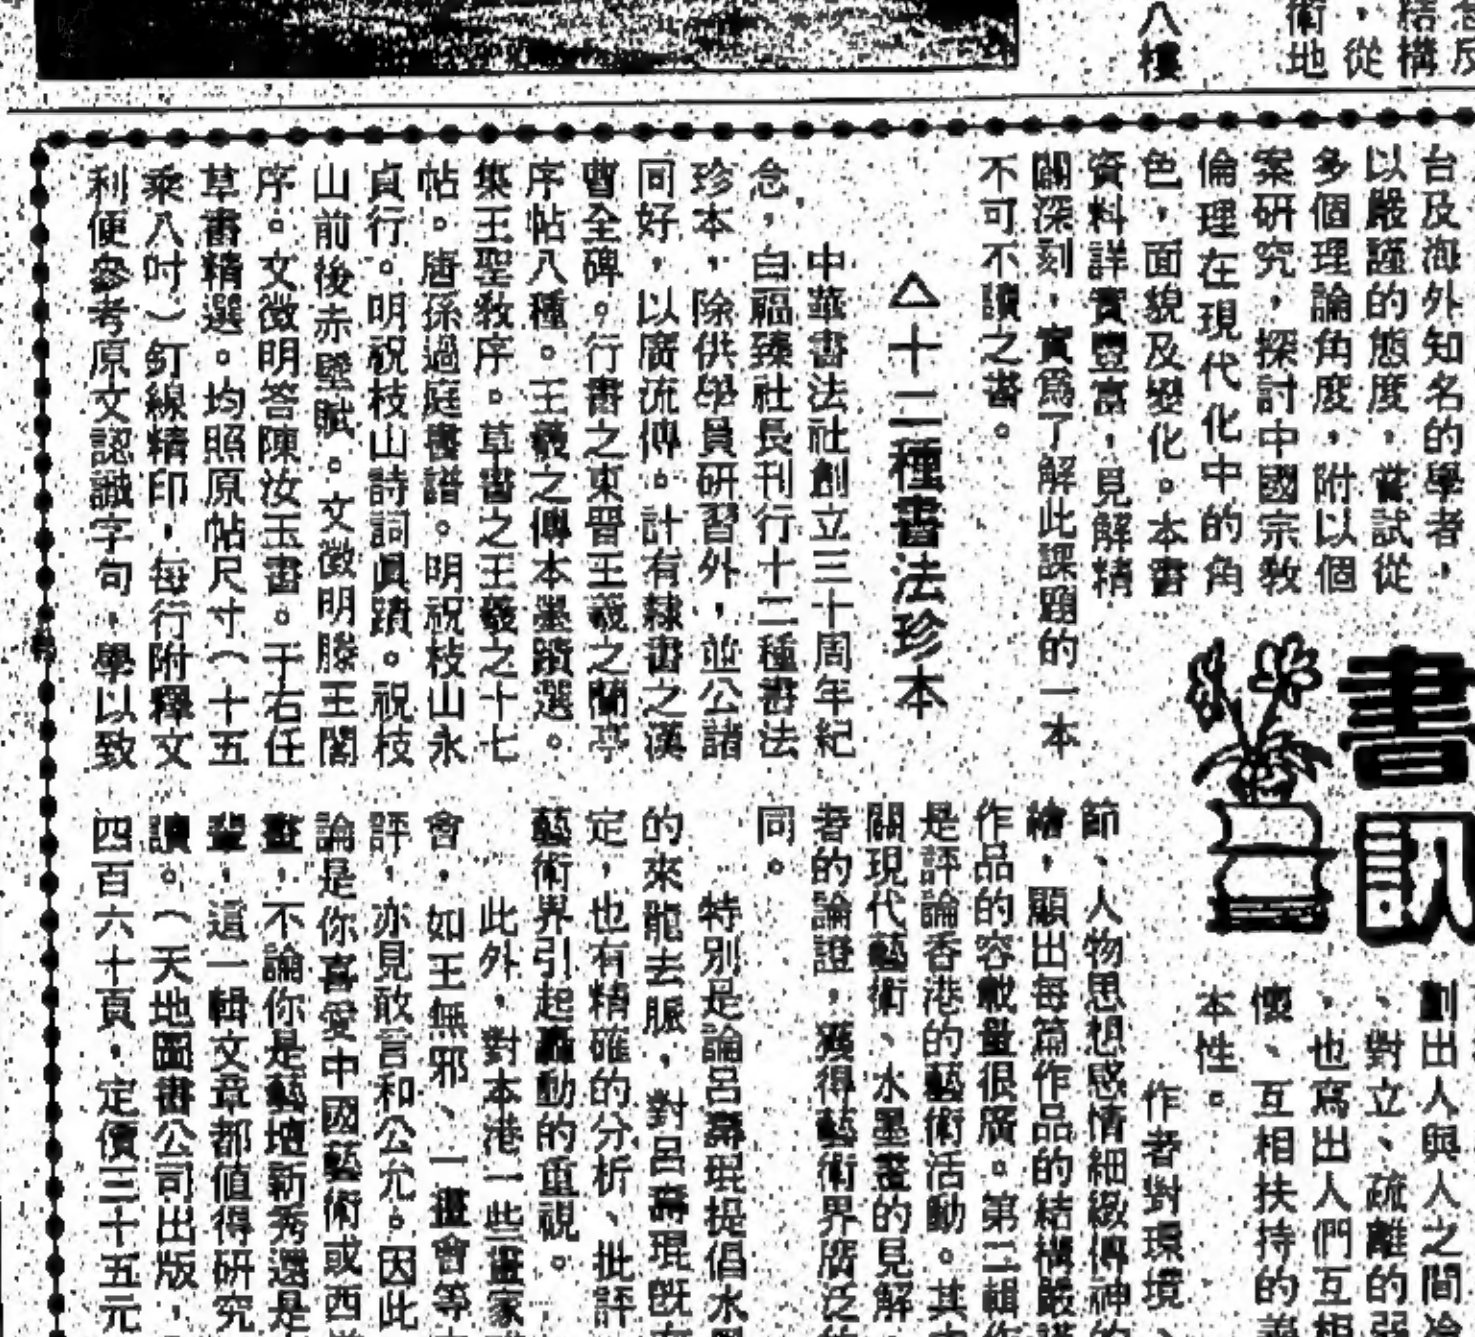 結構
,從
術地
八樓
台及海外知名的學者,
以嚴謹的態度,嘗試從
多個理論角度,附以個
案研究,探討中國宗教
倫理在現代化中的角
色,面貌及變化。本書
資料詳實豐富,見解精
闢深刻,實爲了解此課題的一本
不可不讀之書。
△十二種書法珍本
中華書法社創立三十周年紀
念,白福臻社長刊行十二種書法
珍本,除供學員研習外,並公諸
同好,以廣流傳。計有隸書之漢
曹全碑。行書之東晋王羲之蘭亭
序帖八種。王羲之傳本墨蹟選。
集王聖敎序。草書之王羲之十七
帖。唐孫過庭書譜。明祝枝山永
貞行。明祝枝山詩詞眞蹟。祝枝
山前後赤壁賦。文徵明滕王閣
序。文徵明答陳汝玉書。于右任
草書精選。均照原帖尺寸(十五
乘八吋)釘線精印,每行附釋文
利便參考原文認識字句,學以致
書訊
劃出人與人之間冷
、對立、疏離的弱
,也寫出人們互相
懷、互相扶持的善
本性。
作者對環境、
節、人物思想感情細緻傳神的
繪,顯出每篇作品的結構嚴謹
作品的容載量很廣。第二輯作
是評論香港的藝術活動。其
關現代藝術、水墨畫的見解
者的論證,獲得藝術界廣泛的
同。
特別是論呂壽琨提倡水墨
的來龍去脈,對呂壽琨旣有
定,也有精確的分析、批評
藝術界引起轟動的重視。
此外,對本港一些畫家
會,如王無邪、一畫會等
評,亦見敢言和公允。因此
論是你喜愛中國藝術或西
畫,不論你是藝壇新秀還是
輩,這一輯文章都值得研究
讀。(天地圖書公司出版,
四百六十頁,定價三十五元